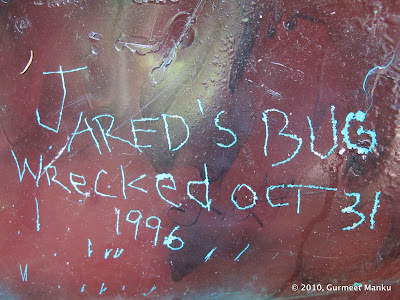 JARED'S BUG
WRecKed OCT 31
1996
© 2010, Gurmeet Manku